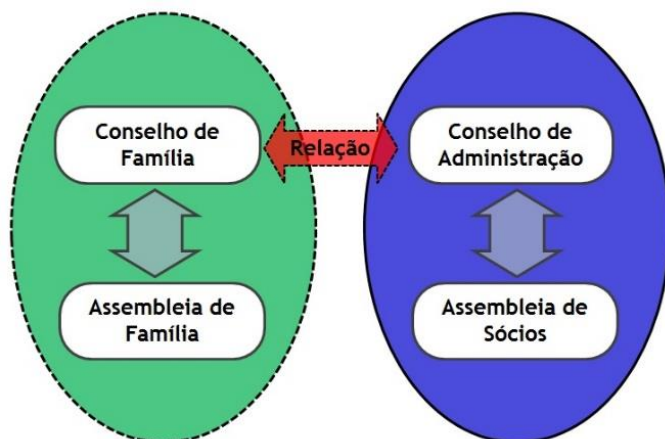 Conselho de
Família
Relação
Conselho de
Administração
Assembleia de
Família
Assembleia de
Sócios